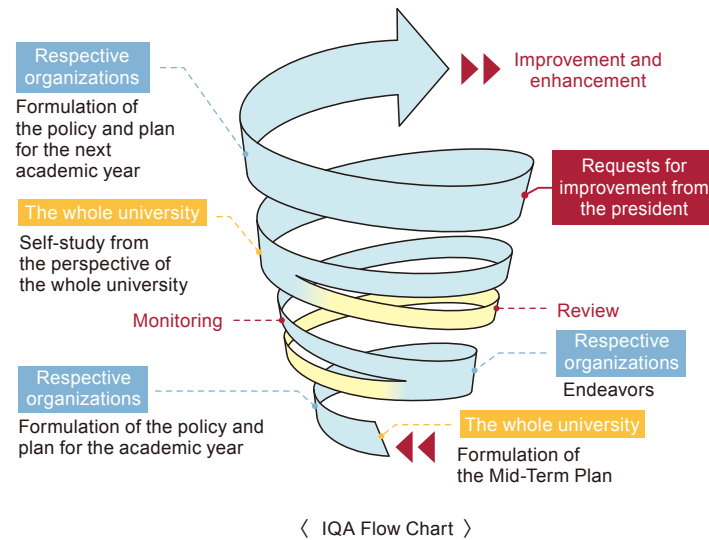 Respective
organizations
Formulation of
the policy and plan
for the next
academic year
Improvement and
enhancement
Requests for
improvement from
the president
The whole university
Self-study from
the perspective of
the whole university
Monitoring
Review
Respective
organizations
Endeavors
Respective
organizations
Formulation of the policy and
plan for the academic year
The whole university
Formulation of
the Mid-Term Plan
〈 IQA Flow Chart 〉